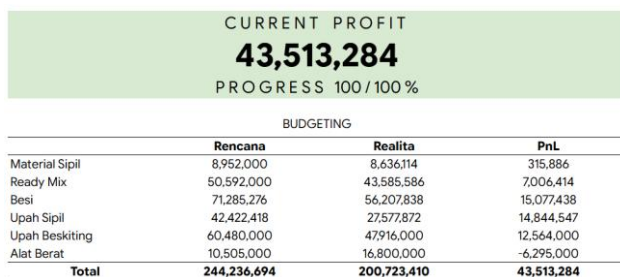 CURRENT PROFIT
43,513,284
PROGRESS 100/100%
BUDGETING
Rencana Realita PnL
Material Sipil 8,952,000 8,636,114 315,886
Ready Mix 50,592,000 43,585,586 7,006,414
Besi 71,285,276 56,207,838 15,077,438
Upah Sipil 42,422,418 27,577,872 14,844,547
Upah Beskiting 60,480,000 47,916,000 12,564,000
Alat Berat 10,505,000 16,800,000 -6,295,000
Total 244,236,694 200,723,410 43,513,284